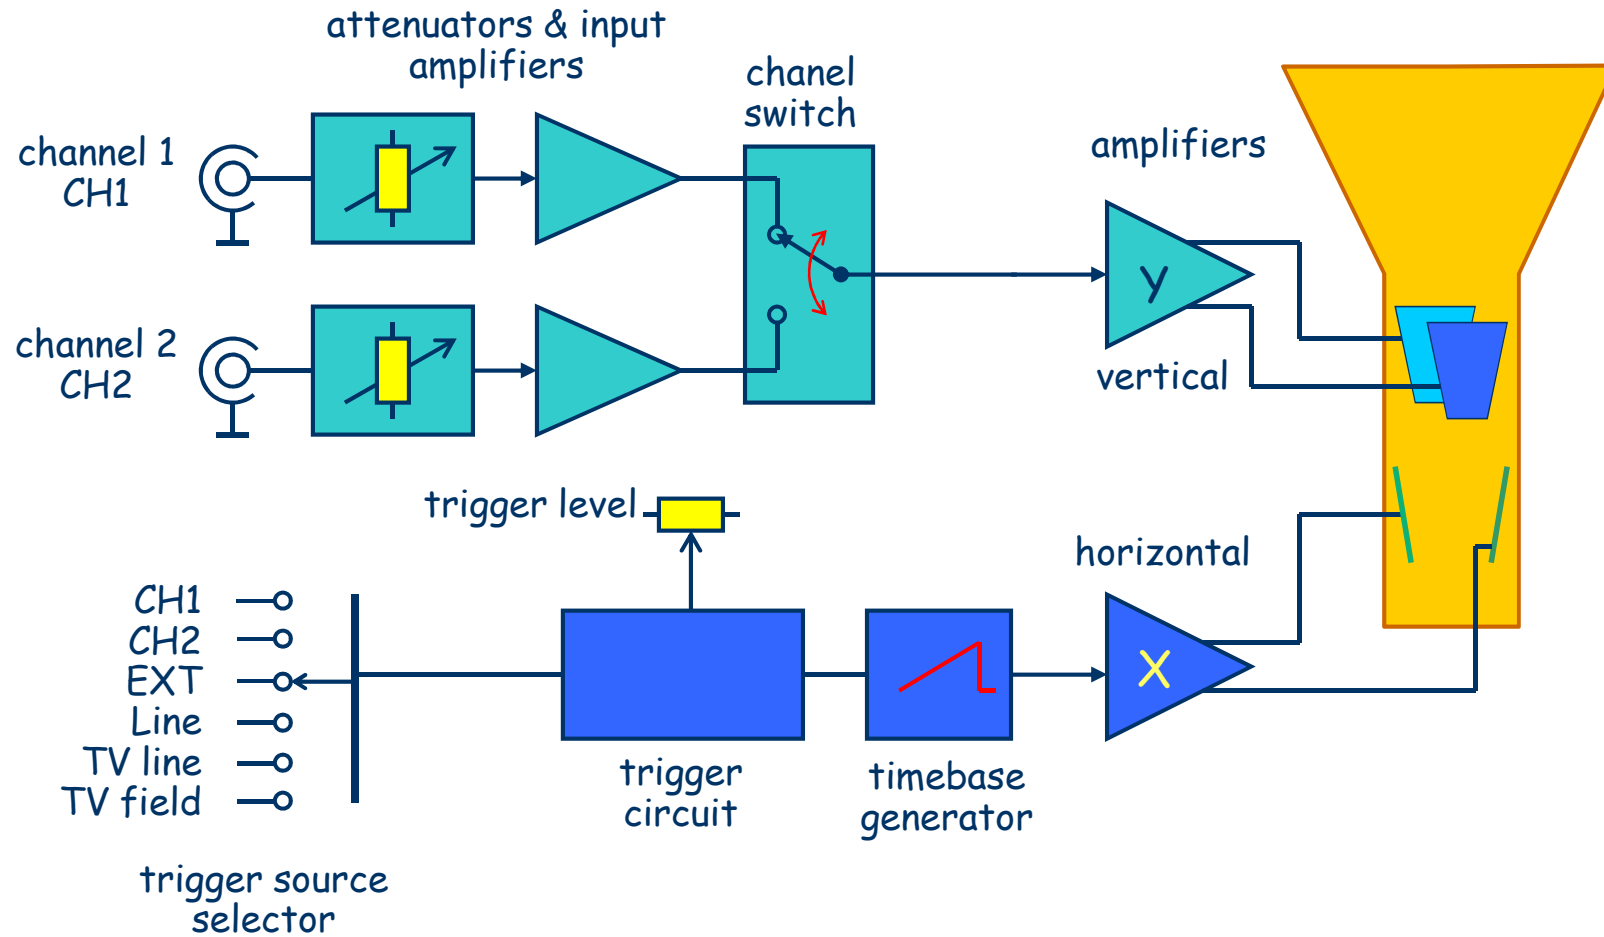 attenuators & input
amplifiers
chanel
switch
channel 1
CH1
amplifiers
y
channel 2
CH2
vertical
trigger level
horizontal
CH1
CH2
EXT
Line
TV line
TV field
X
trigger
circuit
timebase
generator
trigger source
selector